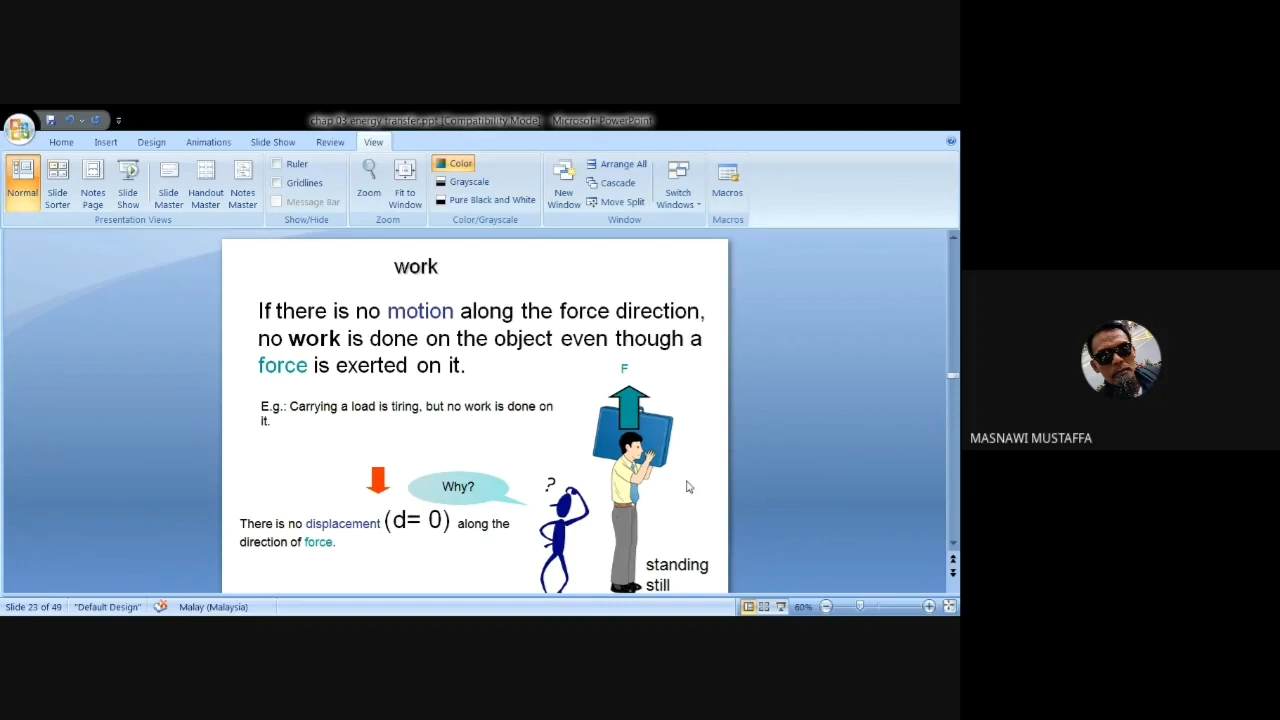 chap 03.energy transfer.ppt [Compatibility Mode] - Microsoft PowerPoint
Home Insert Design Animations Slide Show Review View
Normal
Slide Sorter
Notes Page
Slide Show
Slide Master
Handout Master
Notes Master
Presentation Views
Ruler
Gridlines
Message Bar
Show/Hide
Zoom
Fit to Window
Zoom
Color
Grayscale
Pure Black and White
Color/Grayscale
New Window
Arrange All
Cascade
Move Split
Switch Windows
Window
Macros
Macros
work
If there is no motion along the force direction,
no work is done on the object even though a
force is exerted on it.
F
E.g.: Carrying a load is tiring, but no work is done on
it.
Why?
?
There is no displacement (d= 0) along the
direction of force.
standing
still
MASNAWI MUSTAFFA
Slide 23 of 49 "Default Design" Malay (Malaysia) 60%